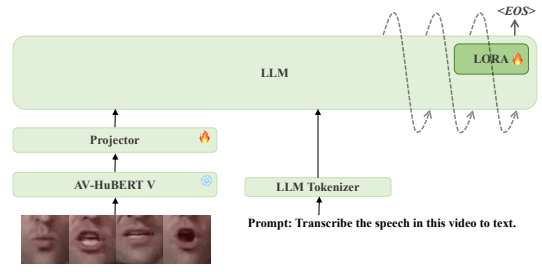 <EOS>
LORA
LLM
Projector
AV-HuBERT V
LLM Tokenizer
Prompt: Transcribe the speech in this video to text.